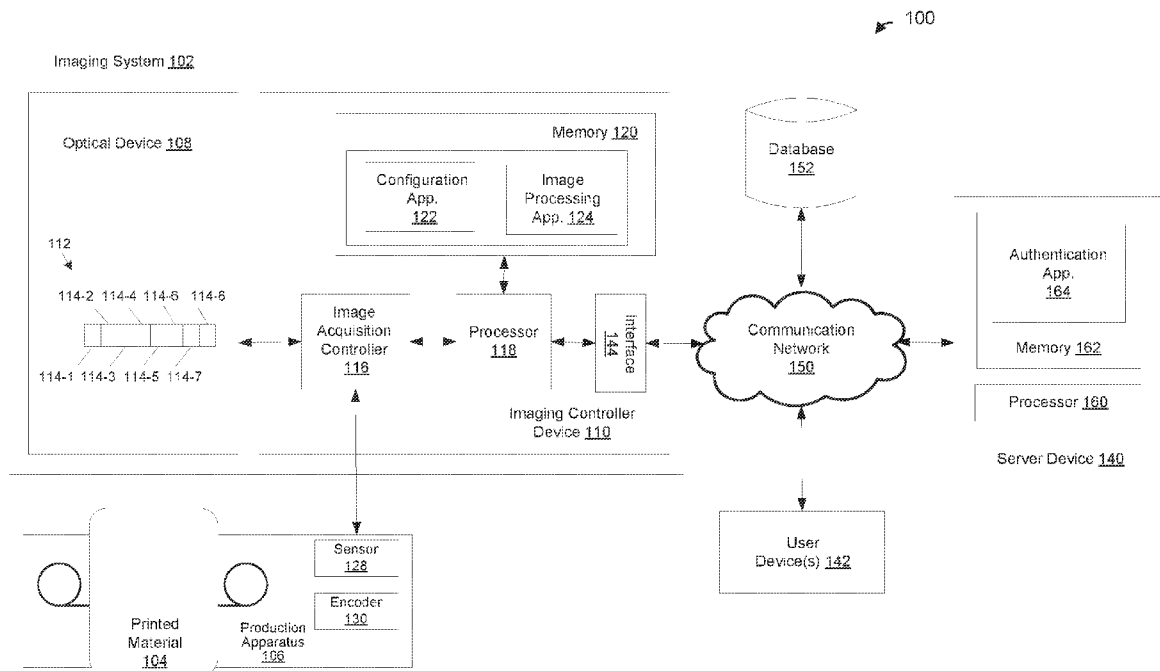 100
Imaging System 102
Optical Device 108
Memory 120
Configuration
App.
122
Image
Processing
App. 124
Database
152
112
114-2 114-4 114-6 114-6
114-1 114-3 114-5 114-7
Image
Acquisition
Controller
116
Processor
118
Interface
144
Communication
Network
150
Authentication
App.
164
Memory 162
Processor 160
Server Device 140
Imaging Controller
Device 110
Sensor
128
Encoder
130
Printed
Material
104
Production
Apparatus
106
User
Device(s) 142